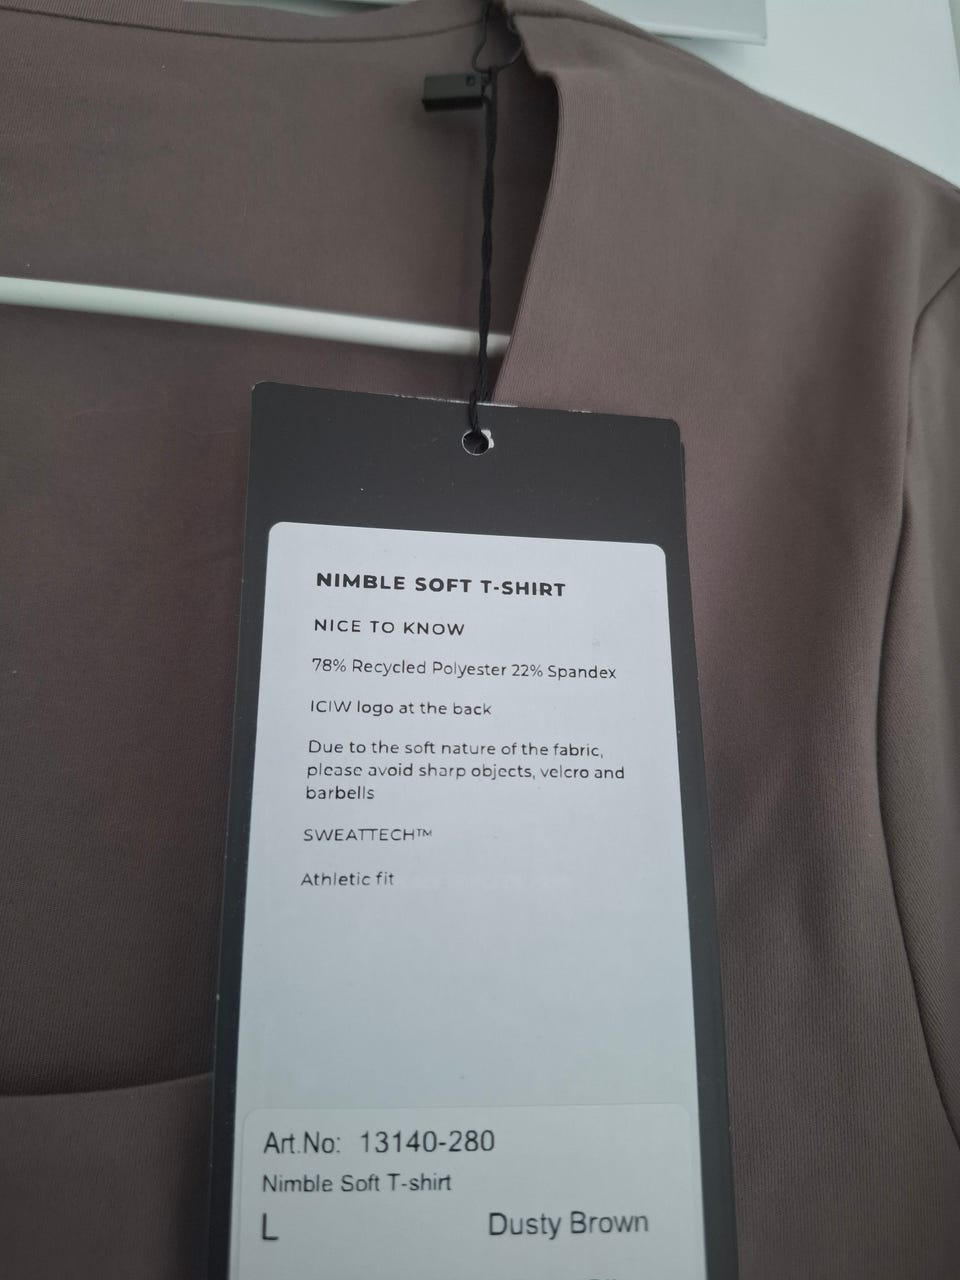 NIMBLE SOFT T-SHIRT
NICE TO KNOW
78% Recycled Polyester 22% Spandex
ICIW logo at the back
Due to the soft nature of the fabric,
please avoid sharp objects, velcro and
barbells
SWEATTECH™
Athletic fit
Art.No: 13140-280
Nimble Soft T-shirt
L Dusty Brown